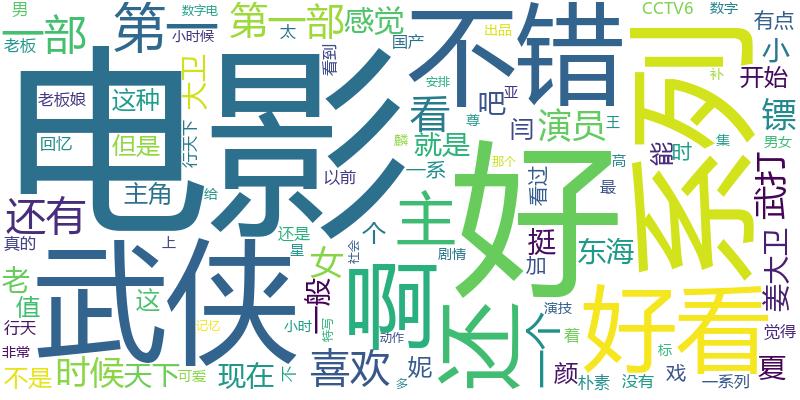 电影
不错
好
系列
武侠
好看
啊
还
主
第一
第一部
一部
感觉
看
吧
闫
演员
就是
CCTV6
数字
有点
小
开始
镖
能
时
集
男女
武打
姜大卫
觉得
夏
男
数字电
老板
小时候
太
国产
看到
出品
安排
亚
补
老板娘
这种
大卫
回忆
但是
行天下
麟
尊
王
那个
高
最
看过
主角
给
以前
一系
还有
真的
上
还是
星
社会
个
女
剧情
挺
加
东海
老
值
这
行天
非常
一般
小时
特写
记忆
动作
演技
一个
着
标
不是
时候
天下
可爱
现在
不
喜欢
多
妮
颜
朴素
没有
戏
一系列